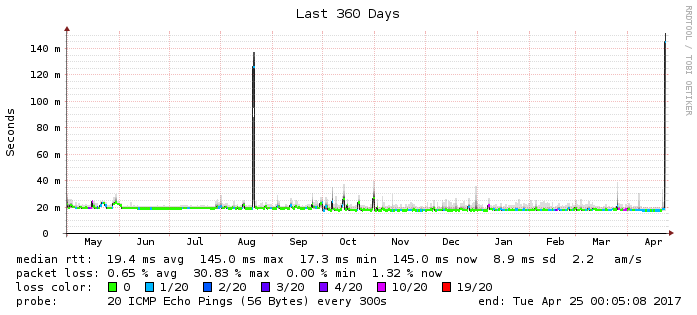 Last 360 Days
RRDTOOL / TOBI OETIKER
Seconds
140 m
120 m
100 m
80 m
60 m
40 m
20 m
0
May Jun Jul Aug Sep Oct Nov Dec Jan Feb Mar Apr
median rtt: 19.4 ms avg 145.0 ms max 17.3 ms min 145.0 ms now 8.9 ms sd 2.2 am/s
packet loss: 0.65 % avg 30.83 % max 0.00 % min 1.32 % now
loss color: 0 1/20 2/20 3/20 4/20 10/20 19/20
probe: 20 ICMP Echo Pings (56 Bytes) every 300s end: Tue Apr 25 00:05:08 2017